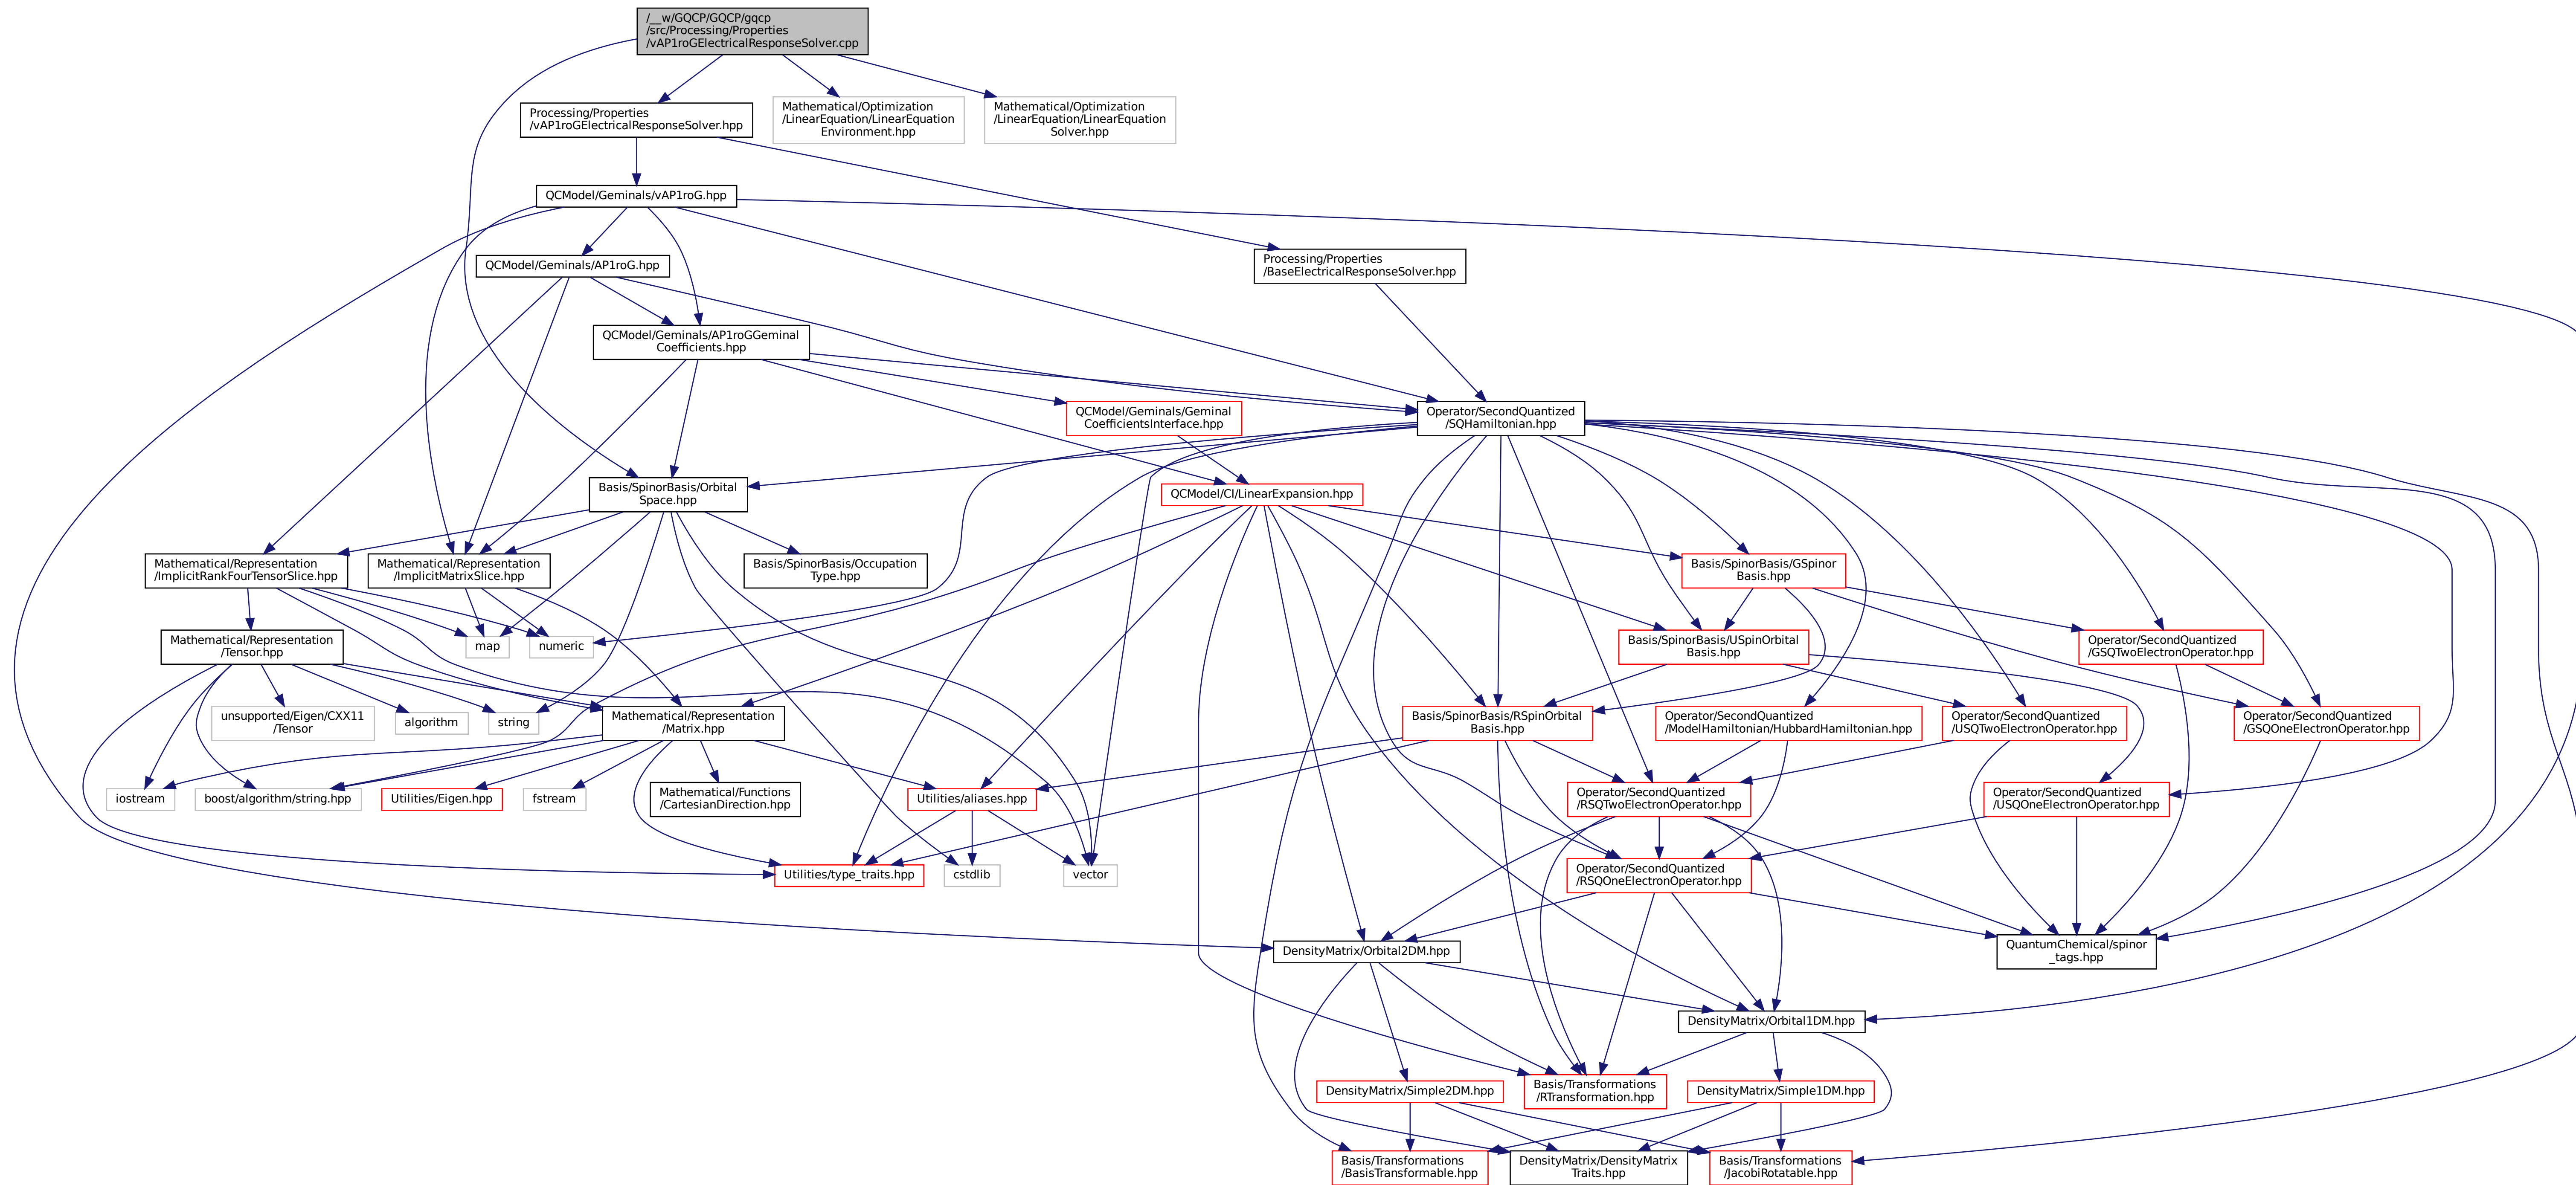 /__w/GQCP/GQCP/gqcp
/src/Processing/Properties
/vAP1roGElectricalResponseSolver.cpp
Processing/Properties
/vAP1roGElectricalResponseSolver.hpp
Mathematical/Optimization
/LinearEquation/LinearEquation
Environment.hpp
Mathematical/Optimization
/LinearEquation/LinearEquation
Solver.hpp
QCModel/Geminals/vAP1roG.hpp
QCModel/Geminals/AP1roG.hpp
Processing/Properties
/BaseElectricalResponseSolver.hpp
QCModel/Geminals/AP1roGGeminal
Coefficients.hpp
QCModel/Geminals/Geminal
CoefficientsInterface.hpp
Operator/SecondQuantized
/SQHamiltonian.hpp
Basis/SpinorBasis/Orbital
Space.hpp
QCModel/CI/LinearExpansion.hpp
Mathematical/Representation
/ImplicitRankFourTensorSlice.hpp
Mathematical/Representation
/ImplicitMatrixSlice.hpp
Basis/SpinorBasis/Occupation
Type.hpp
Basis/SpinorBasis/GSpinor
Basis.hpp
Mathematical/Representation
/Tensor.hpp
map
numeric
Basis/SpinorBasis/USpinOrbital
Basis.hpp
Operator/SecondQuantized
/GSQTwoElectronOperator.hpp
unsupported/Eigen/CXX11
/Tensor
algorithm
string
Mathematical/Representation
/Matrix.hpp
Basis/SpinorBasis/RSpinOrbital
Basis.hpp
Operator/SecondQuantized
/ModelHamiltonian/HubbardHamiltonian.hpp
Operator/SecondQuantized
/USQTwoElectronOperator.hpp
Operator/SecondQuantized
/GSQOneElectronOperator.hpp
iostream
boost/algorithm/string.hpp
Utilities/Eigen.hpp
fstream
Mathematical/Functions
/CartesianDirection.hpp
Utilities/aliases.hpp
Operator/SecondQuantized
/RSQTwoElectronOperator.hpp
Operator/SecondQuantized
/USQOneElectronOperator.hpp
Utilities/type_traits.hpp
cstdlib
vector
Operator/SecondQuantized
/RSQOneElectronOperator.hpp
DensityMatrix/Orbital2DM.hpp
QuantumChemical/spinor
_tags.hpp
DensityMatrix/Orbital1DM.hpp
DensityMatrix/Simple2DM.hpp
Basis/Transformations
/RTransformation.hpp
DensityMatrix/Simple1DM.hpp
Basis/Transformations
/BasisTransformable.hpp
DensityMatrix/DensityMatrix
Traits.hpp
Basis/Transformations
/JacobiRotatable.hpp